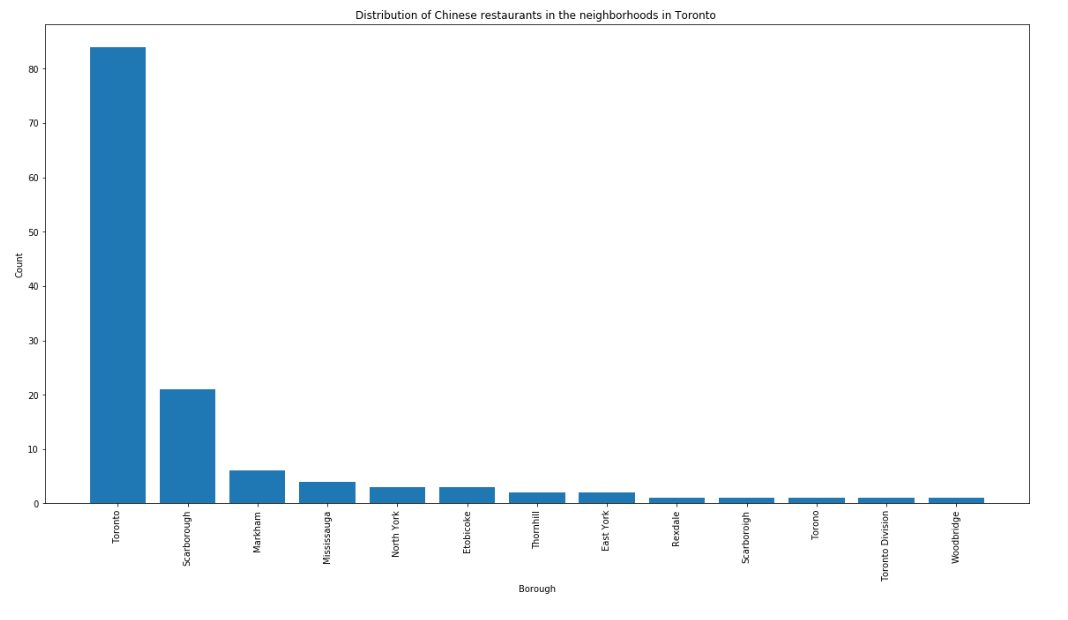 Distribution of Chinese restaurants in the neighborhoods in Toronto
80
70
60
50
40
30
20
10
0
Count
Toronto
Scarborough
Markham
Mississauga
North York
Etobicoke
Thornhill
East York
Rexdale
Scarboroigh
Torono
Toronto Division
Woodbridge
Borough